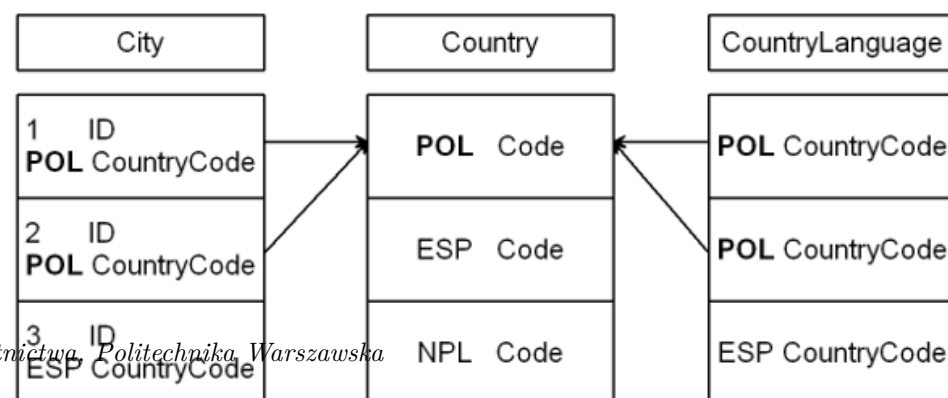 City
Country
CountryLanguage
1 ID
POL CountryCode
POL Code
POL CountryCode
2 ID
POL CountryCode
ESP Code
POL CountryCode
3 ID
ESP CountryCode
Politechnika Warszawska
NPL Code
ESP CountryCode